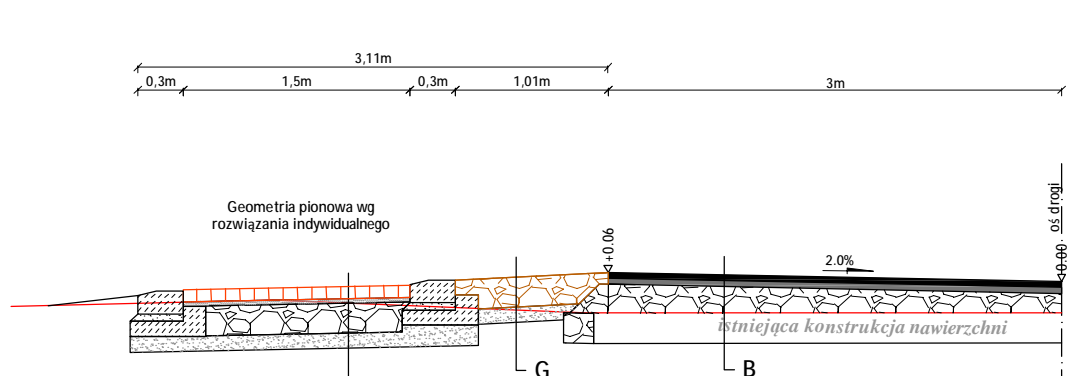 3,11m
0,3m
1,5m
0,3m
1,01m
3m
Geometria pionowa wg
rozwiązania indywidualnego
+0.06
2.0%
oś drogi
0.00
istniejąca konstrukcja nawierzchni
G
B